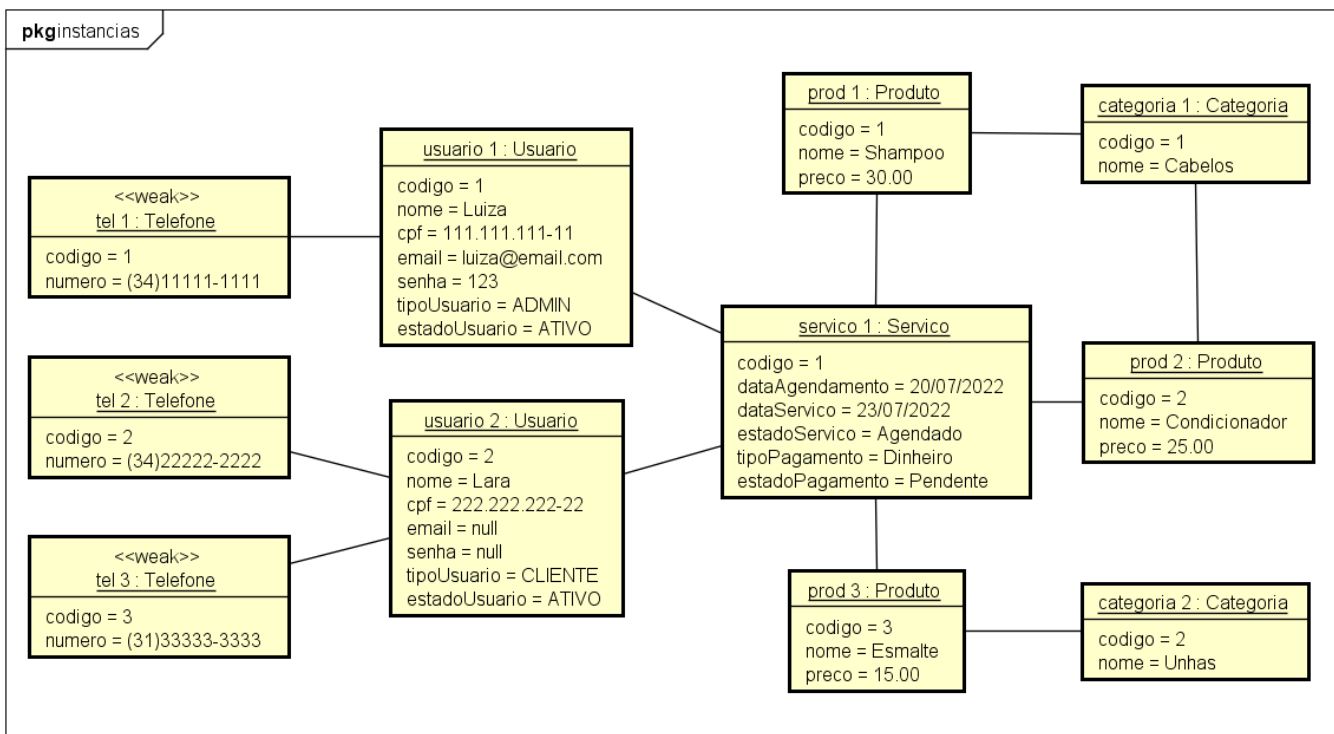 pkg instancias
<<weak>>
tel 1 : Telefone
codigo = 1
numero = (34)11111-1111
<<weak>>
tel 2 : Telefone
codigo = 2
numero = (34)22222-2222
<<weak>>
tel 3 : Telefone
codigo = 3
numero = (31)33333-3333
usuario 1 : Usuario
codigo = 1
nome = Luiza
cpf = 111.111.111-11
email = luiza@email.com
senha = 123
tipoUsuario = ADMIN
estadoUsuario = ATIVO
usuario 2 : Usuario
codigo = 2
nome = Lara
cpf = 222.222.222-22
email = null
senha = null
tipoUsuario = CLIENTE
estadoUsuario = ATIVO
prod 1 : Produto
codigo = 1
nome = Shampoo
preco = 30.00
servico 1 : Servico
codigo = 1
dataAgendamento = 20/07/2022
dataServico = 23/07/2022
estadoServico = Agendado
tipoPagamento = Dinheiro
estadoPagamento = Pendente
prod 3 : Produto
codigo = 3
nome = Esmalte
preco = 15.00
categoria 1 : Categoria
codigo = 1
nome = Cabelos
prod 2 : Produto
codigo = 2
nome = Condicionador
preco = 25.00
categoria 2 : Categoria
codigo = 2
nome = Unhas